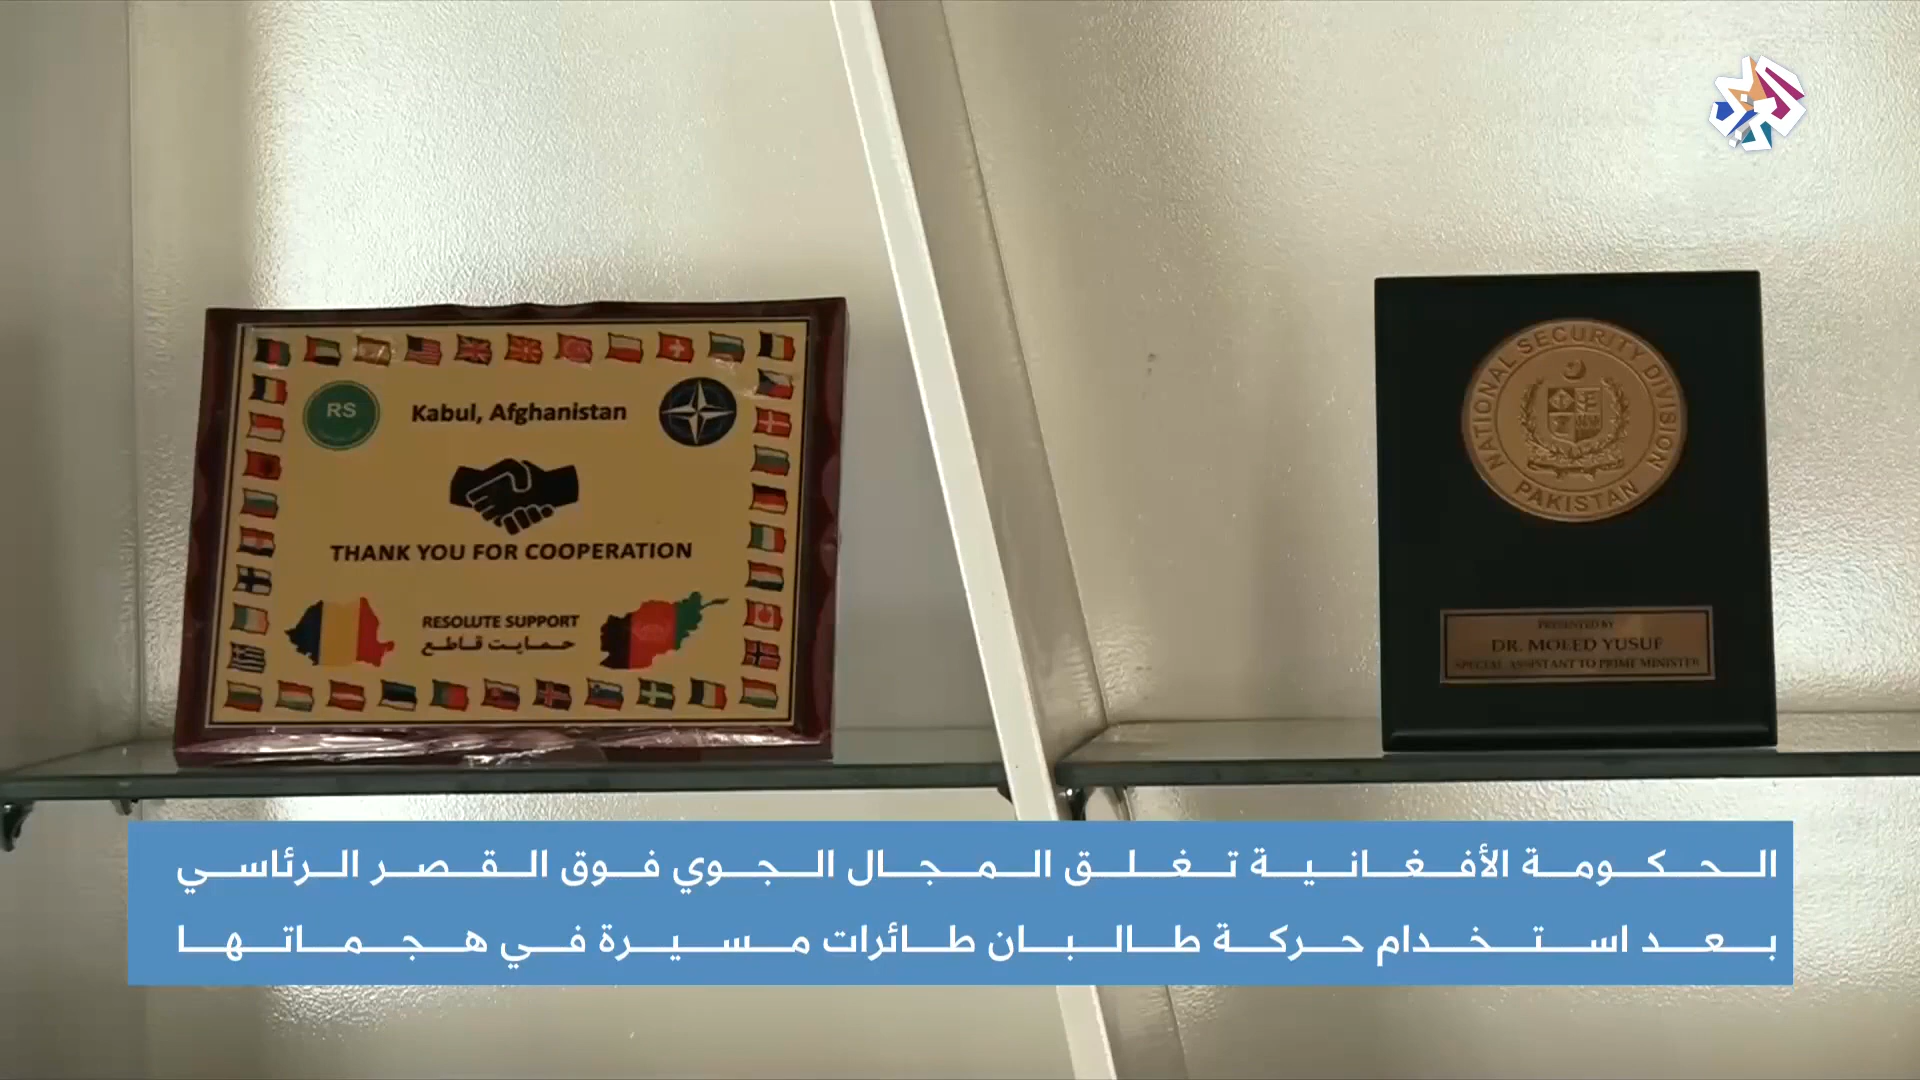 RS
Kabul, Afghanistan
THANK YOU FOR COOPERATION
RESOLUTE SUPPORT
حمایت قاطع
NATIONAL SECURITY DIVISION
PAKISTAN
PRESENTED BY
DR. MOEED YUSUF
SPECIAL ASSISTANT TO PRIME MINISTER
الحكومة الأفغانية تغلق المجال الجوي فوق القصر الرئاسي
بعد استخدام حركة طالبان طائرات مسيرة في هجماتها